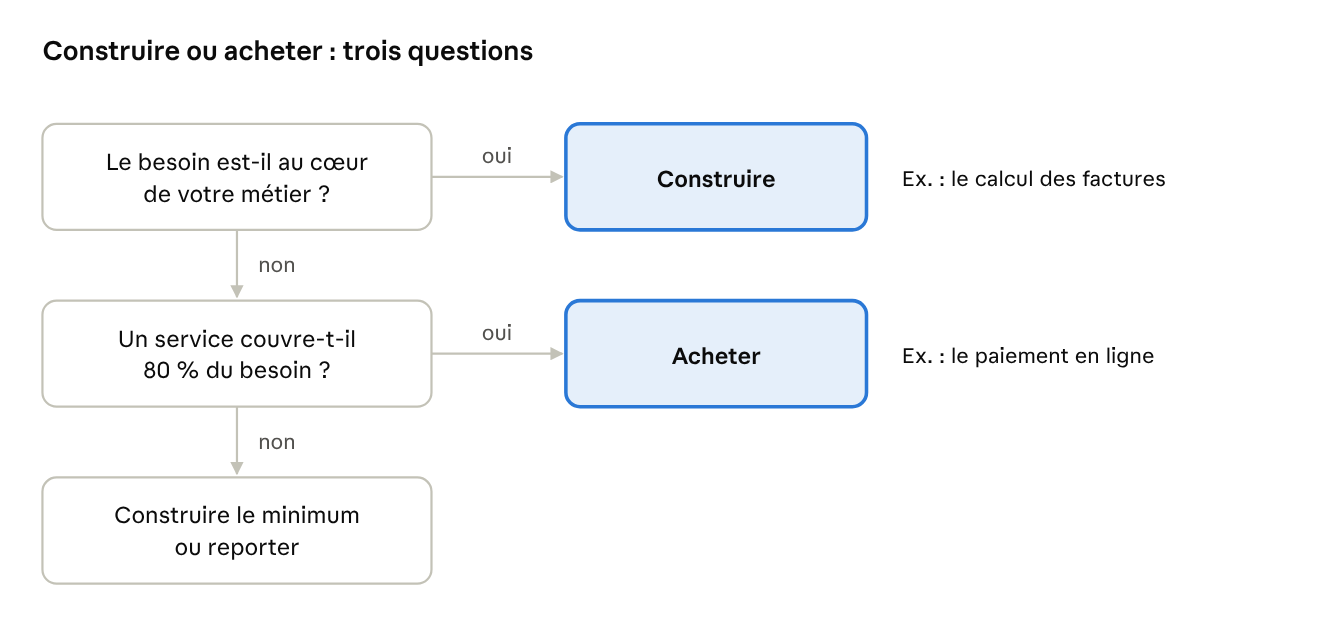 Construire ou acheter : trois questions
Le besoin est-il au cœur
de votre métier ?
oui
Construire
Ex. : le calcul des factures
non
Un service couvre-t-il
80 % du besoin ?
oui
Acheter
Ex. : le paiement en ligne
non
Construire le minimum
ou reporter